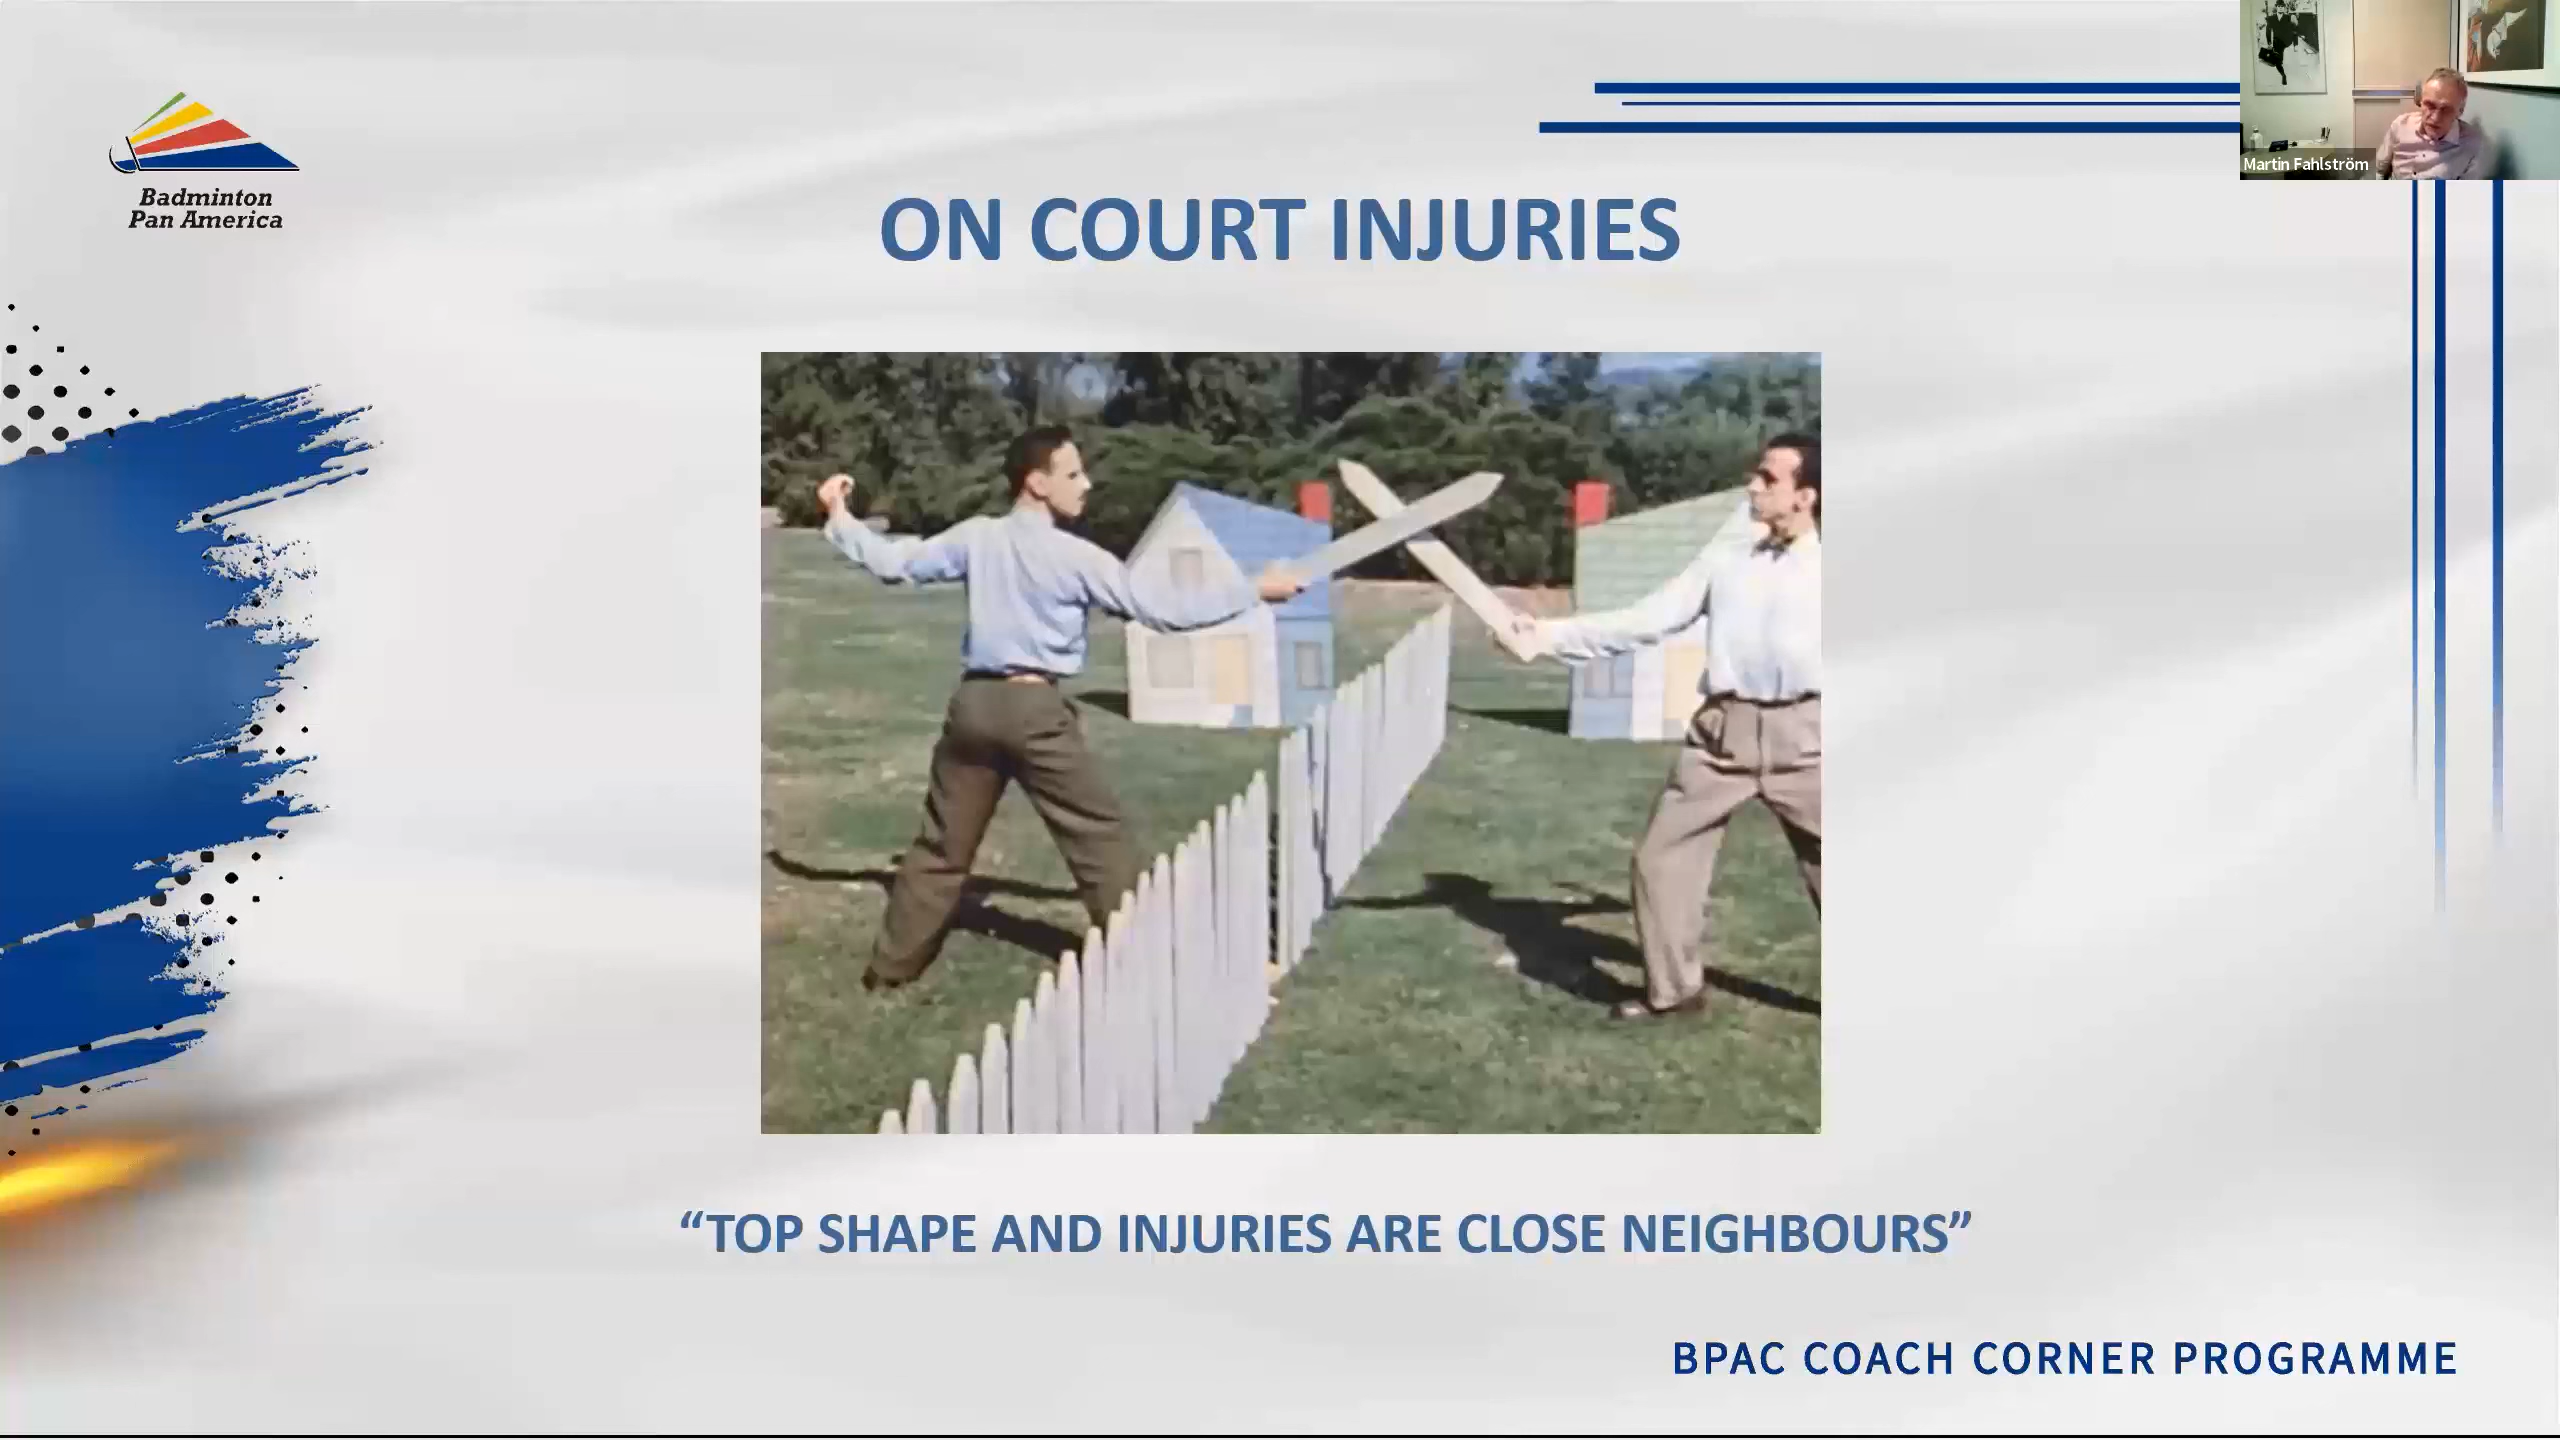 Badminton
Pan America
Martin Fahlström
ON COURT INJURIES
“TOP SHAPE AND INJURIES ARE CLOSE NEIGHBOURS”
BPAC COACH CORNER PROGRAMME